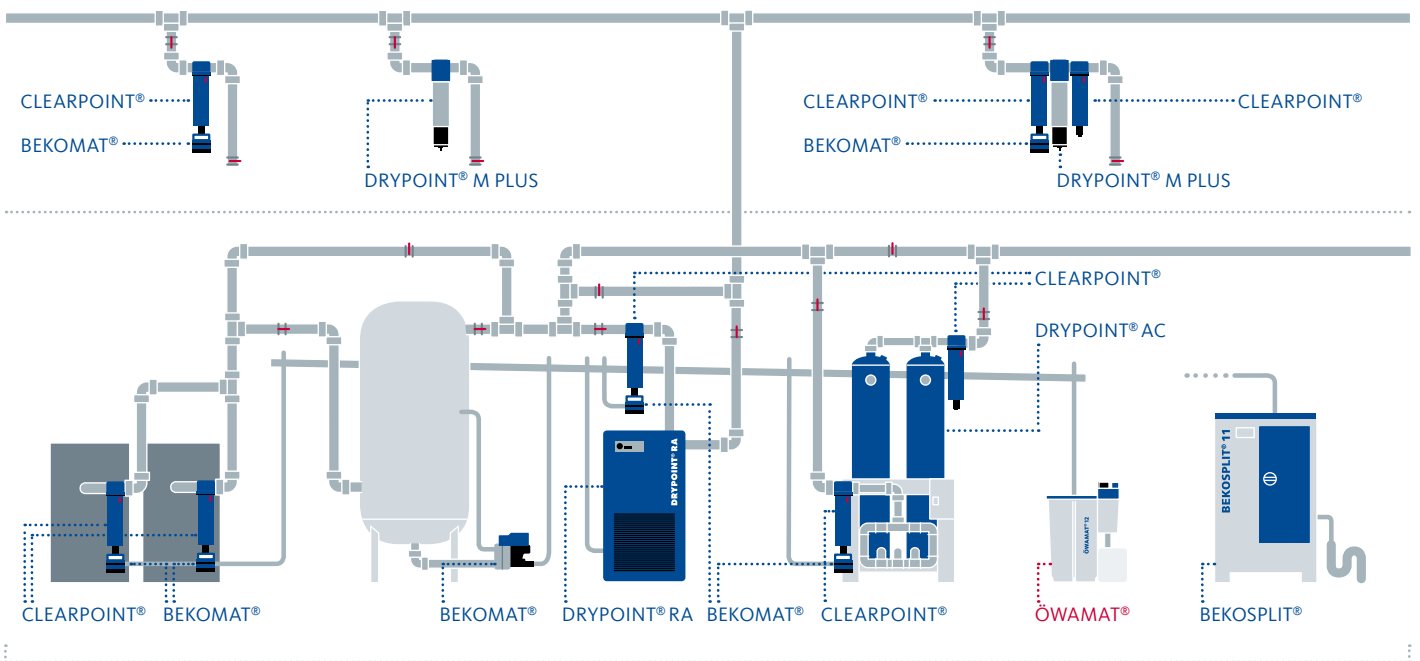 CLEARPOINT®
BEKOMAT®
DRYPOINT® M PLUS
CLEARPOINT®
CLEARPOINT®
BEKOMAT®
DRYPOINT® M PLUS
CLEARPOINT®
DRYPOINT® AC
DRYPOINT® RA
BEKOSPLIT® 11
ÖWAMAT® 12
CLEARPOINT®
BEKOMAT®
BEKOMAT®
DRYPOINT® RA
BEKOMAT®
CLEARPOINT®
ÖWAMAT®
BEKOSPLIT®